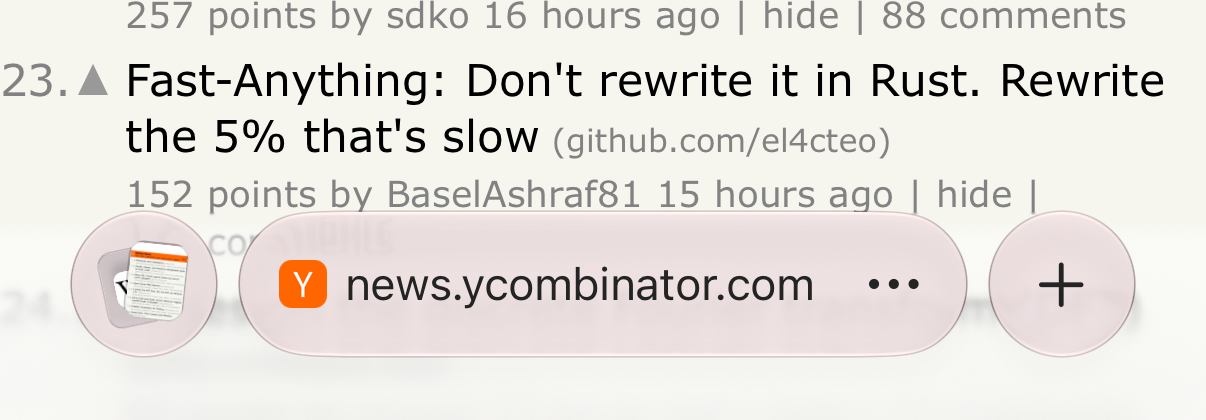 257 points by sdko 16 hours ago | hide | 88 comments
23. Fast-Anything: Don't rewrite it in Rust. Rewrite
the 5% that's slow (github.com/el4cteo)
152 points by BaselAshraf81 15 hours ago | hide |
Y news.ycombinator.com
24.